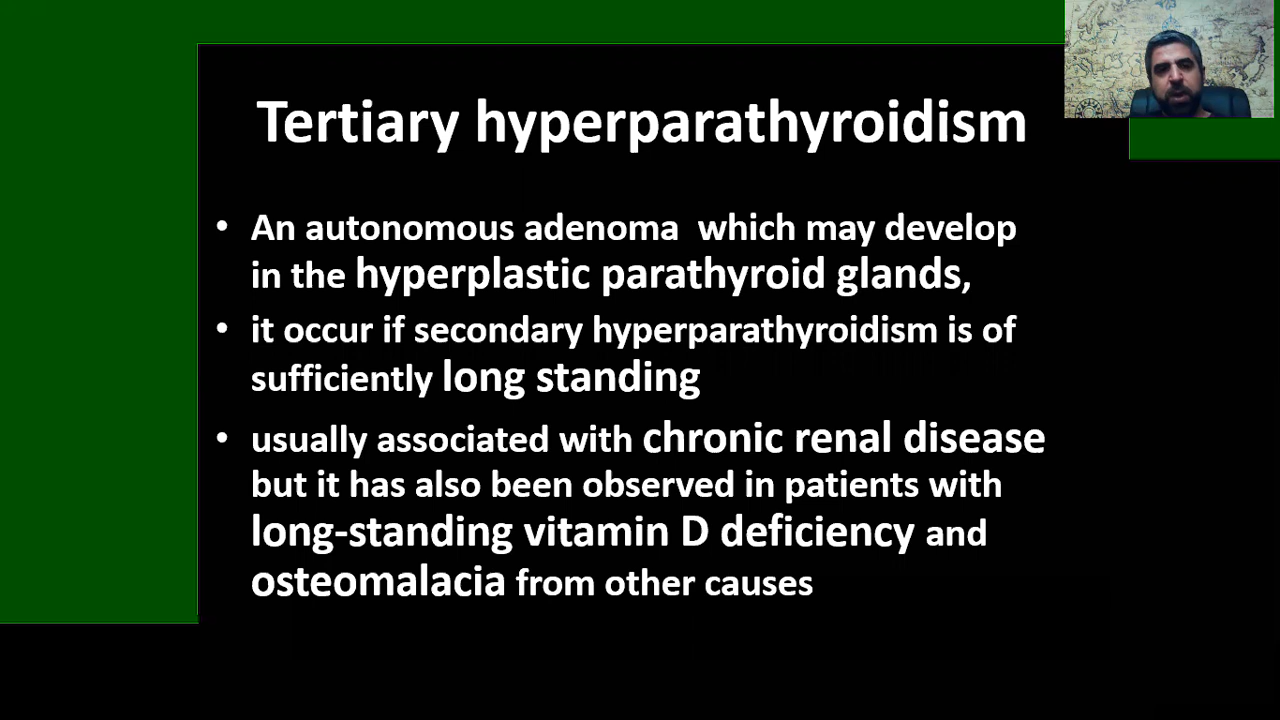 Tertiary hyperparathyroidism
• An autonomous adenoma which may develop
in the hyperplastic parathyroid glands,
• it occur if secondary hyperparathyroidism is of
sufficiently long standing
• usually associated with chronic renal disease
but it has also been observed in patients with
long-standing vitamin D deficiency and
osteomalacia from other causes